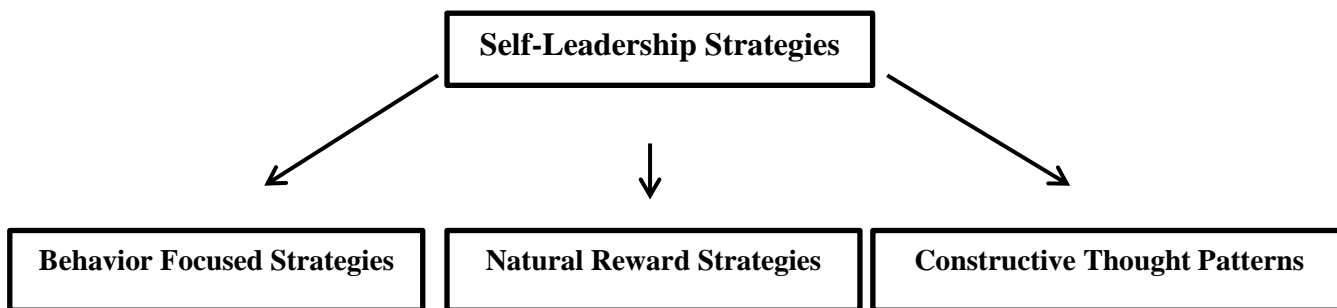 Self-Leadership Strategies
Behavior Focused Strategies
Natural Reward Strategies
Constructive Thought Patterns